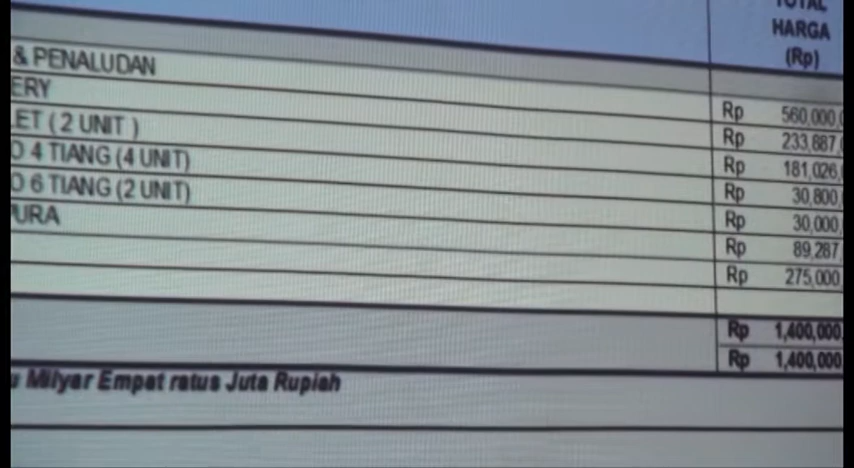 TOTAL
HARGA
(Rp)
& PENALUDAN
ERY
Rp 560,000,
ET ( 2 UNIT )
Rp 233,887,
O 4 TIANG (4 UNIT)
Rp 181,026,
O 6 TIANG (2 UNIT)
Rp 30,800,
PURA
Rp 30,000,
Rp 89,287,
Rp 275,000,
Rp 1,400,000,
Rp 1,400,000,
u Milyar Empat ratus Juta Rupiah